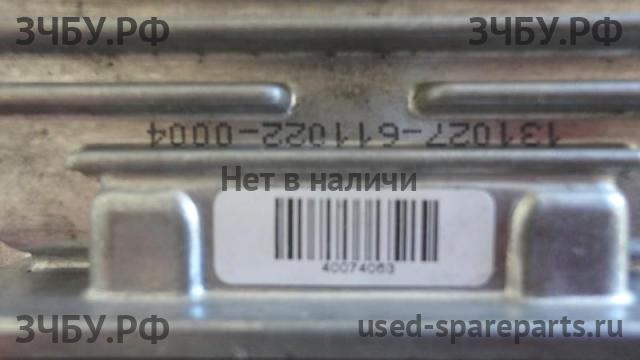 ЗЧБУ.РФ ЗЧБУ.РФ
131027-611022-0004
Нет в наличи
40074063
ЗЧБУ.РФ used-spareparts.ru